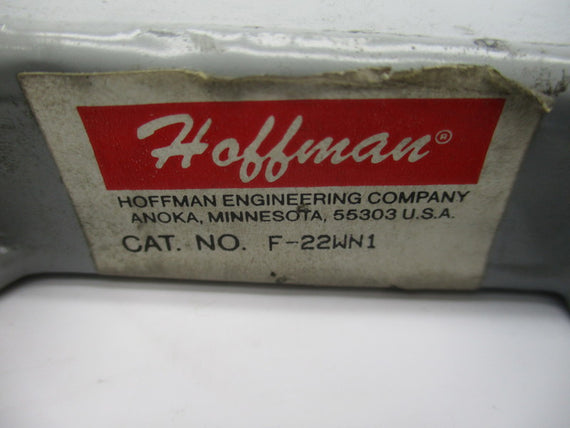 Hoffman®
HOFFMAN ENGINEERING COMPANY
ANOKA, MINNESOTA, 55303 U.S.A.
CAT. NO. F-22WN1